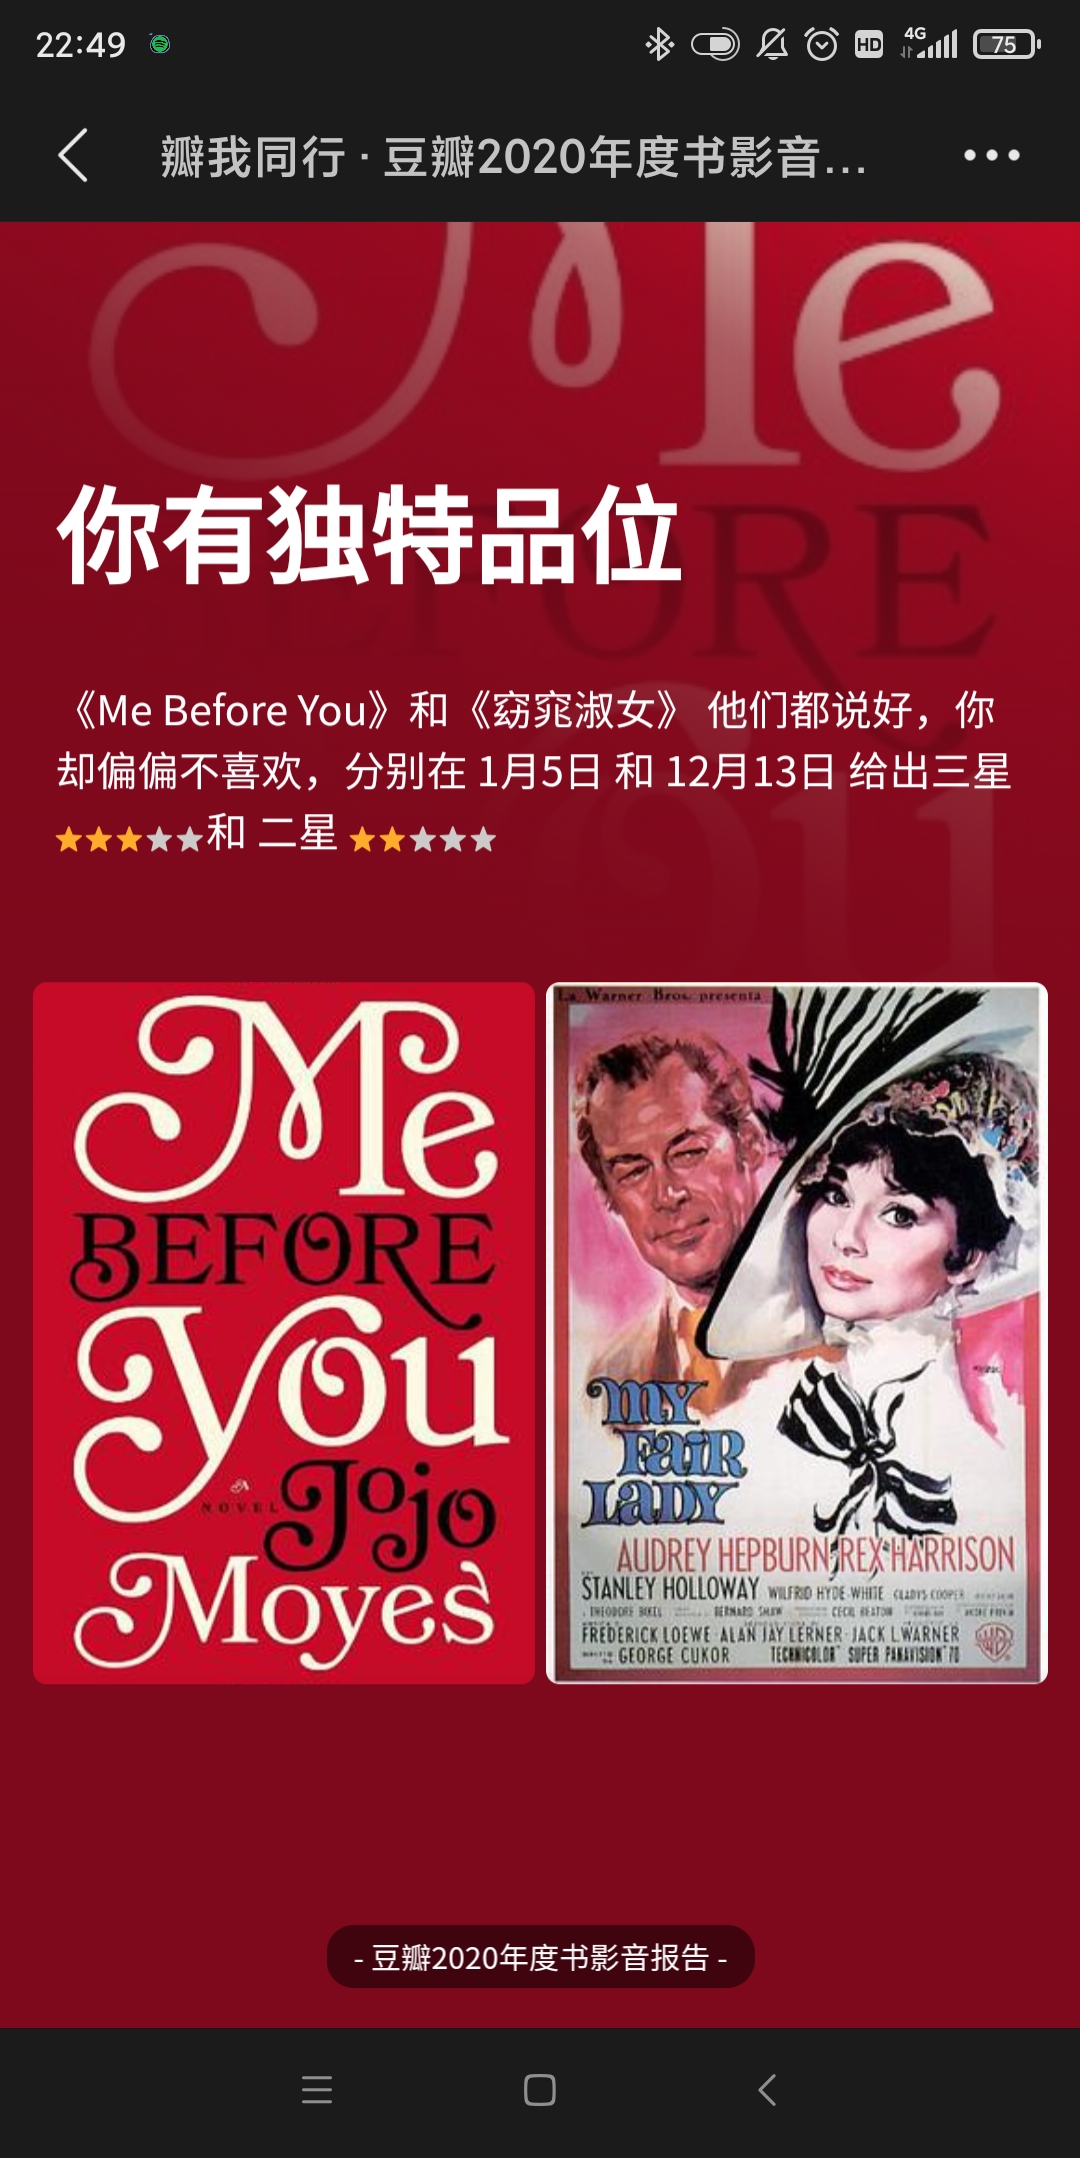 22:49
HD
4G
75
瓣我同行 · 豆瓣2020年度书影音...
Me
BEFORE
你有独特品位
《Me Before You》和《窈窕淑女》 他们都说好，你
却偏偏不喜欢，分别在 1月5日 和 12月13日 给出三星
和 二星
Me
BEFORE
You
A
NOVEL
Jojo
Moyes
La Warner Bros. presenta
My
FAIR
LADY
AUDREY HEPBURN·REX HARRISON
STANLEY HOLLOWAY WILFRID HYDE-WHITE GLADYS COOPER
THEODORE BIKEL BERNARD SHAW CECIL BEATON
FREDERICK LOEWE·ALAN JAY LERNER·JACK L.WARNER
GEORGE CUKOR TECHNICOLOR SUPER PANAVISION 70
- 豆瓣2020年度书影音报告 -